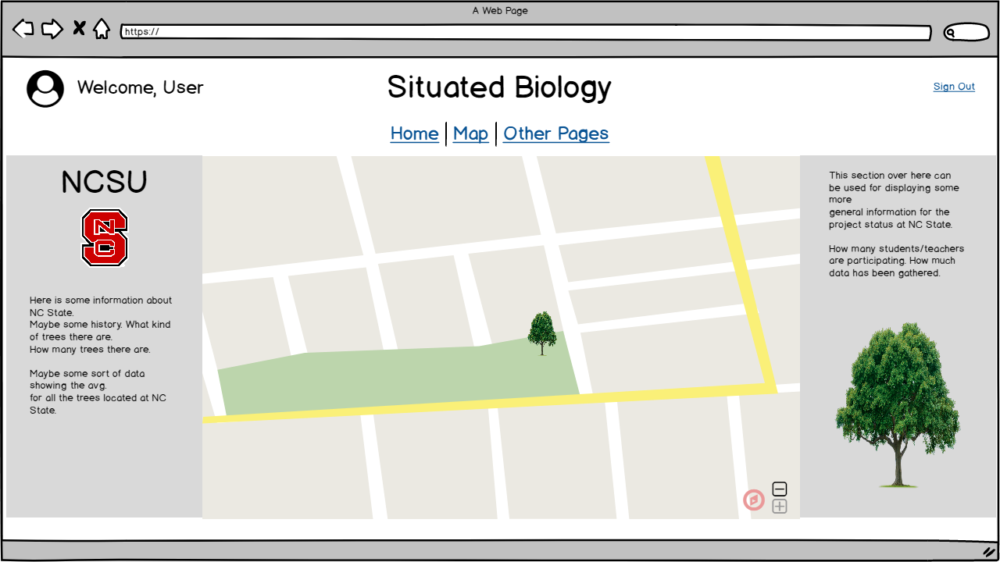 A Web Page
https://
Welcome, User
Situated Biology
Sign Out
Home
Map
Other Pages
NCSU
NC
S
Here is some information about
NC State.
Maybe some history. What kind
of trees there are.
How many trees there are.
Maybe some sort of data
showing the avg.
for all the trees located at NC
State.
This section over here can
be used for displaying some
more
general information for the
project status at NC State.
How many students/teachers
are participating. How much
data has been gathered.